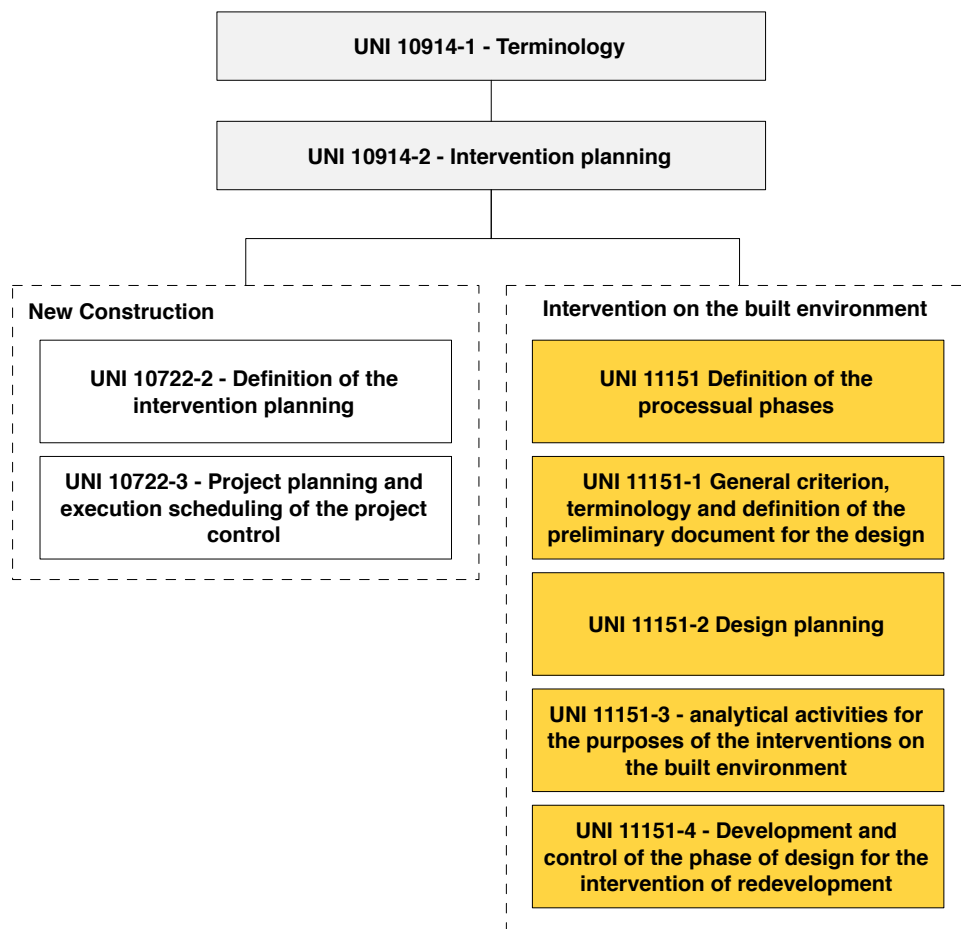 UNI 10914-1 - Terminology
UNI 10914-2 - Intervention planning
New Construction
UNI 10722-2 - Definition of the
intervention planning
UNI 10722-3 - Project planning and
execution scheduling of the project
control
Intervention on the built environment
UNI 11151 Definition of the
processual phases
UNI 11151-1 General criterion,
terminology and definition of the
preliminary document for the design
UNI 11151-2 Design planning
UNI 11151-3 - analytical activities for
the purposes of the interventions on
the built environment
UNI 11151-4 - Development and
control of the phase of design for the
intervention of redevelopment